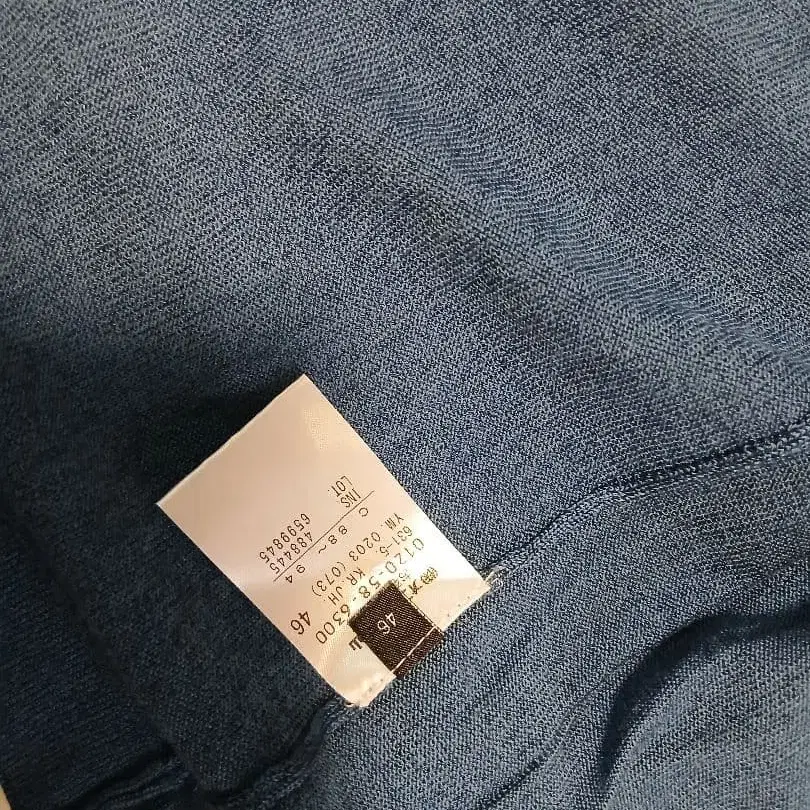 46
0120-58-6300
631-5. KR JH 46
YM. 0203 (073)
C 88~94
INS 488445
LOT 6599845